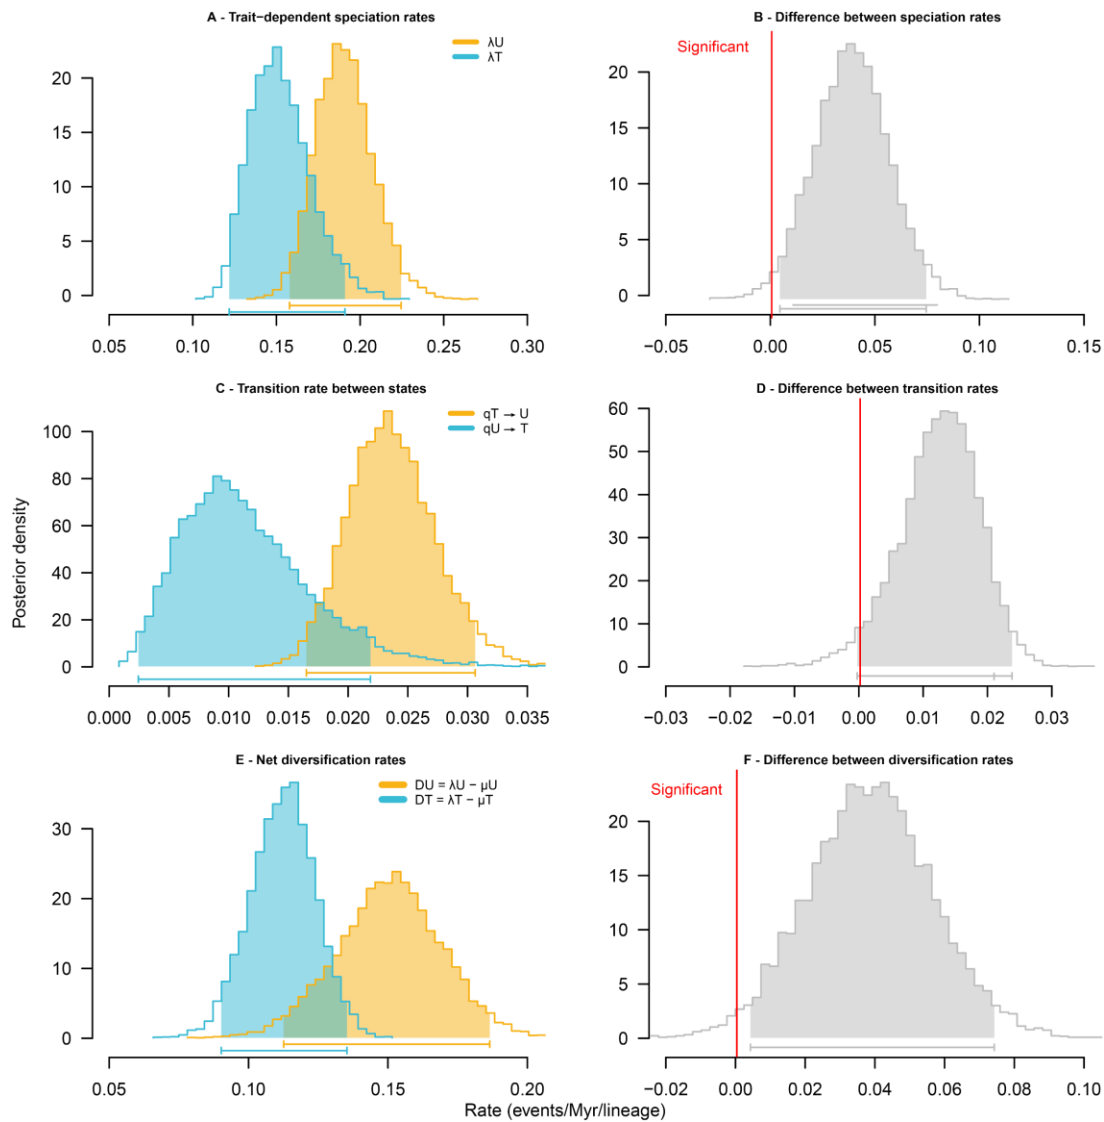 A - Trait−dependent speciation rates
λU
λT
20
15
10
5
0
0.05 0.10 0.15 0.20 0.25 0.30
B - Difference between speciation rates
Significant
20
15
10
5
0
−0.05 0.00 0.05 0.10 0.15
C - Transition rate between states
qT → U
qU → T
100
80
60
40
20
0
0.000 0.005 0.010 0.015 0.020 0.025 0.030 0.035
D - Difference between transition rates
60
50
40
30
20
10
0
−0.03 −0.02 −0.01 0.00 0.01 0.02 0.03
Posterior density
E - Net diversification rates
DU = λU − μU
DT = λT − μT
30
20
10
0
0.05 0.10 0.15 0.20
F - Difference between diversification rates
Significant
20
15
10
5
0
−0.02 0.00 0.02 0.04 0.06 0.08 0.10
Rate (events/Myr/lineage)